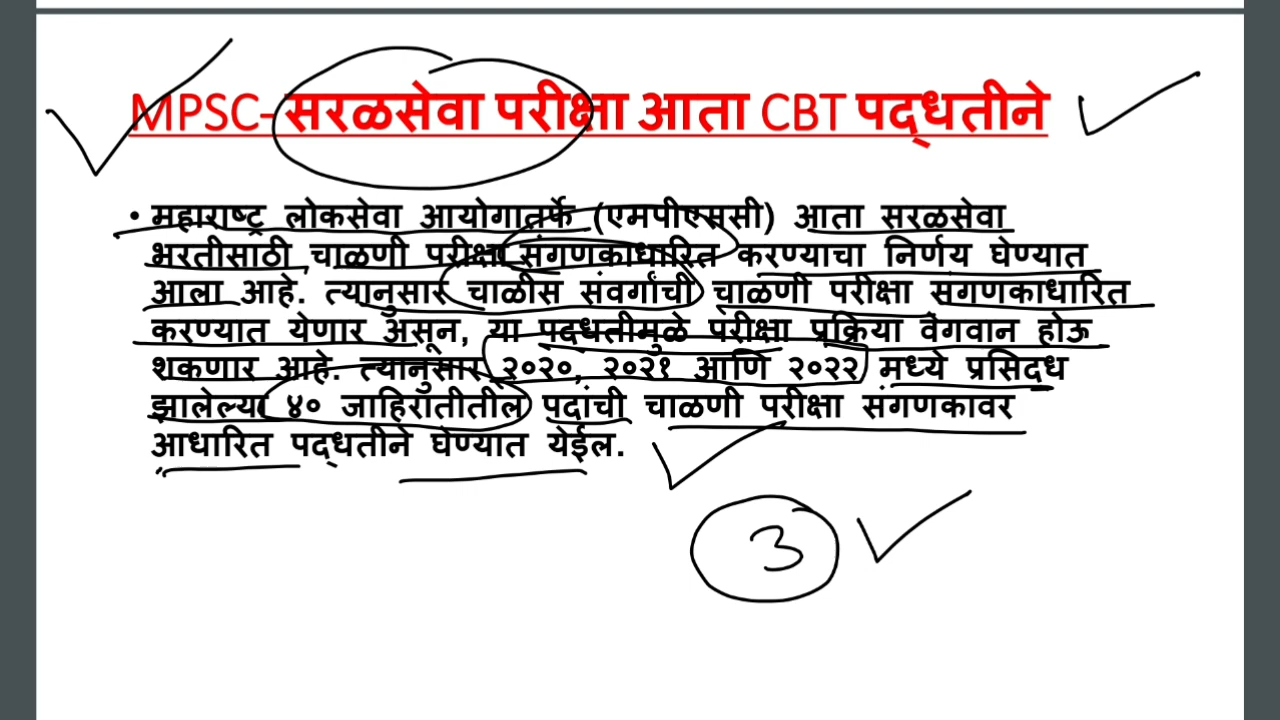 MPSC- सरळसेवा परीक्षा आता CBT पद्धतीने
• महाराष्ट्र लोकसेवा आयोगातर्फे (एमपीएससी) आता सरळसेवा
भरतीसाठी चाळणी परीक्षा संगणकाधारित करण्याचा निर्णय घेण्यात
आला आहे. त्यानुसार चाळीस संवर्गांची चाळणी परीक्षा संगणकाधारित
करण्यात येणार असून, या पद्धतीमुळे परीक्षा प्रक्रिया वेगवान होऊ
शकणार आहे. त्यानुसार २०२०, २०२१ आणि २०२२ मध्ये प्रसिद्ध
झालेल्या ४० जाहिरातीतील पदांची चाळणी परीक्षा संगणकावर
आधारित पद्धतीने घेण्यात येईल.
3